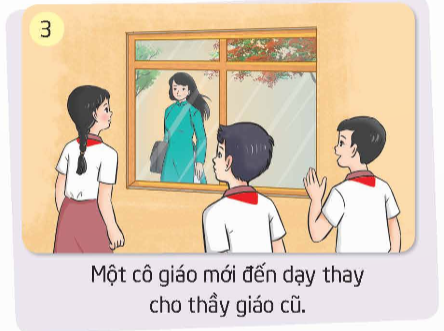 3
Một cô giáo mới đến dạy thay
cho thầy giáo cũ.